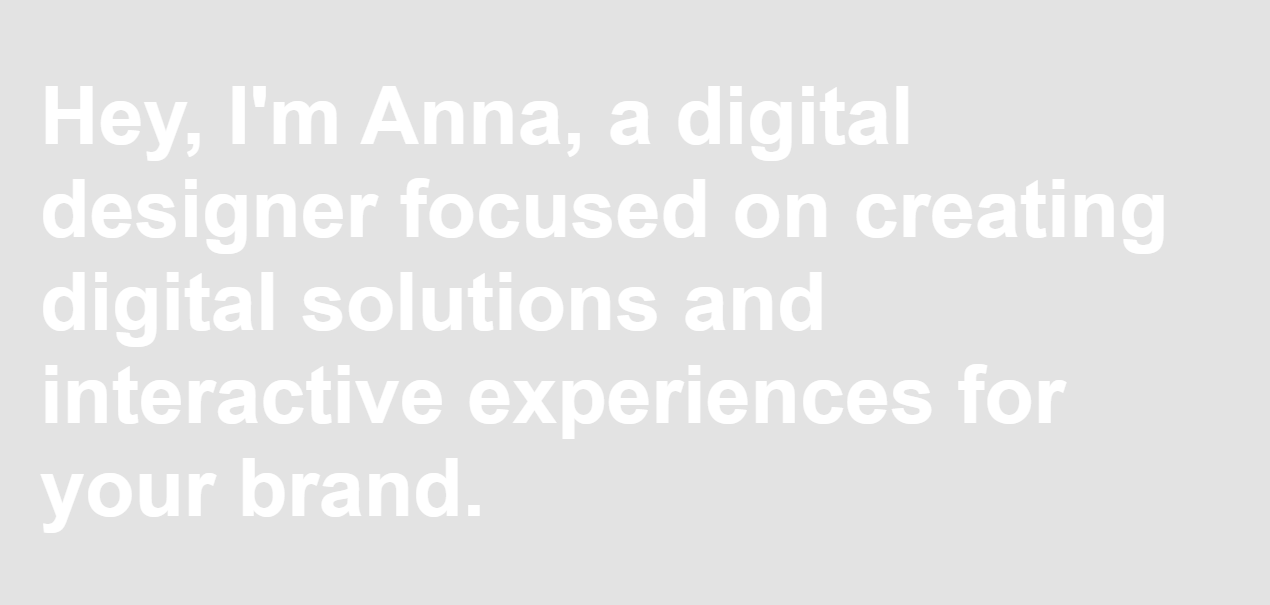 Hey, I'm Anna, a digital
designer focused on creating
digital solutions and
interactive experiences for
your brand.